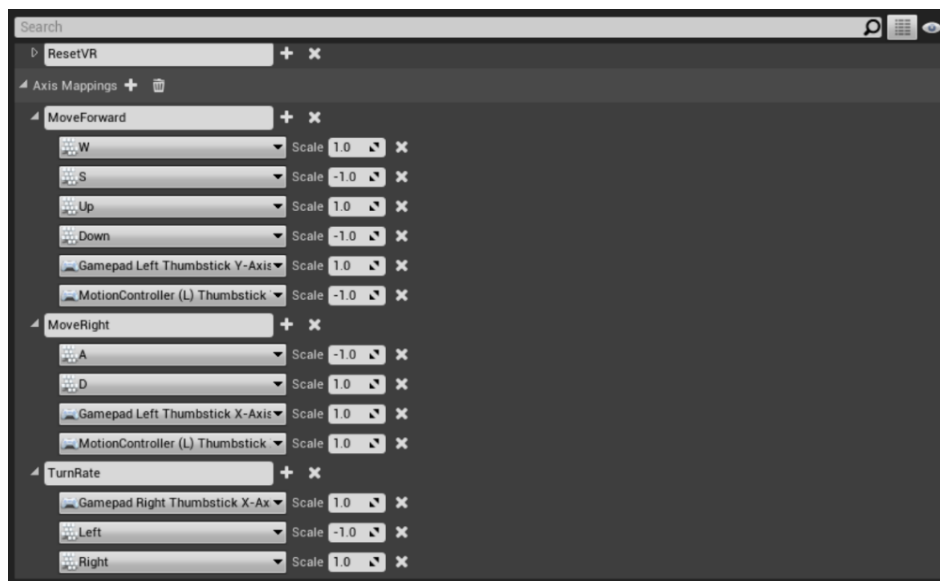 Search
ResetVR
Axis Mappings
MoveForward
W Scale 1.0
S Scale -1.0
Up Scale 1.0
Down Scale -1.0
Gamepad Left Thumbstick Y-Axis Scale 1.0
MotionController (L) Thumbstick Scale -1.0
MoveRight
A Scale -1.0
D Scale 1.0
Gamepad Left Thumbstick X-Axis Scale 1.0
MotionController (L) Thumbstick Scale 1.0
TurnRate
Gamepad Right Thumbstick X-Ax Scale 1.0
Left Scale -1.0
Right Scale 1.0